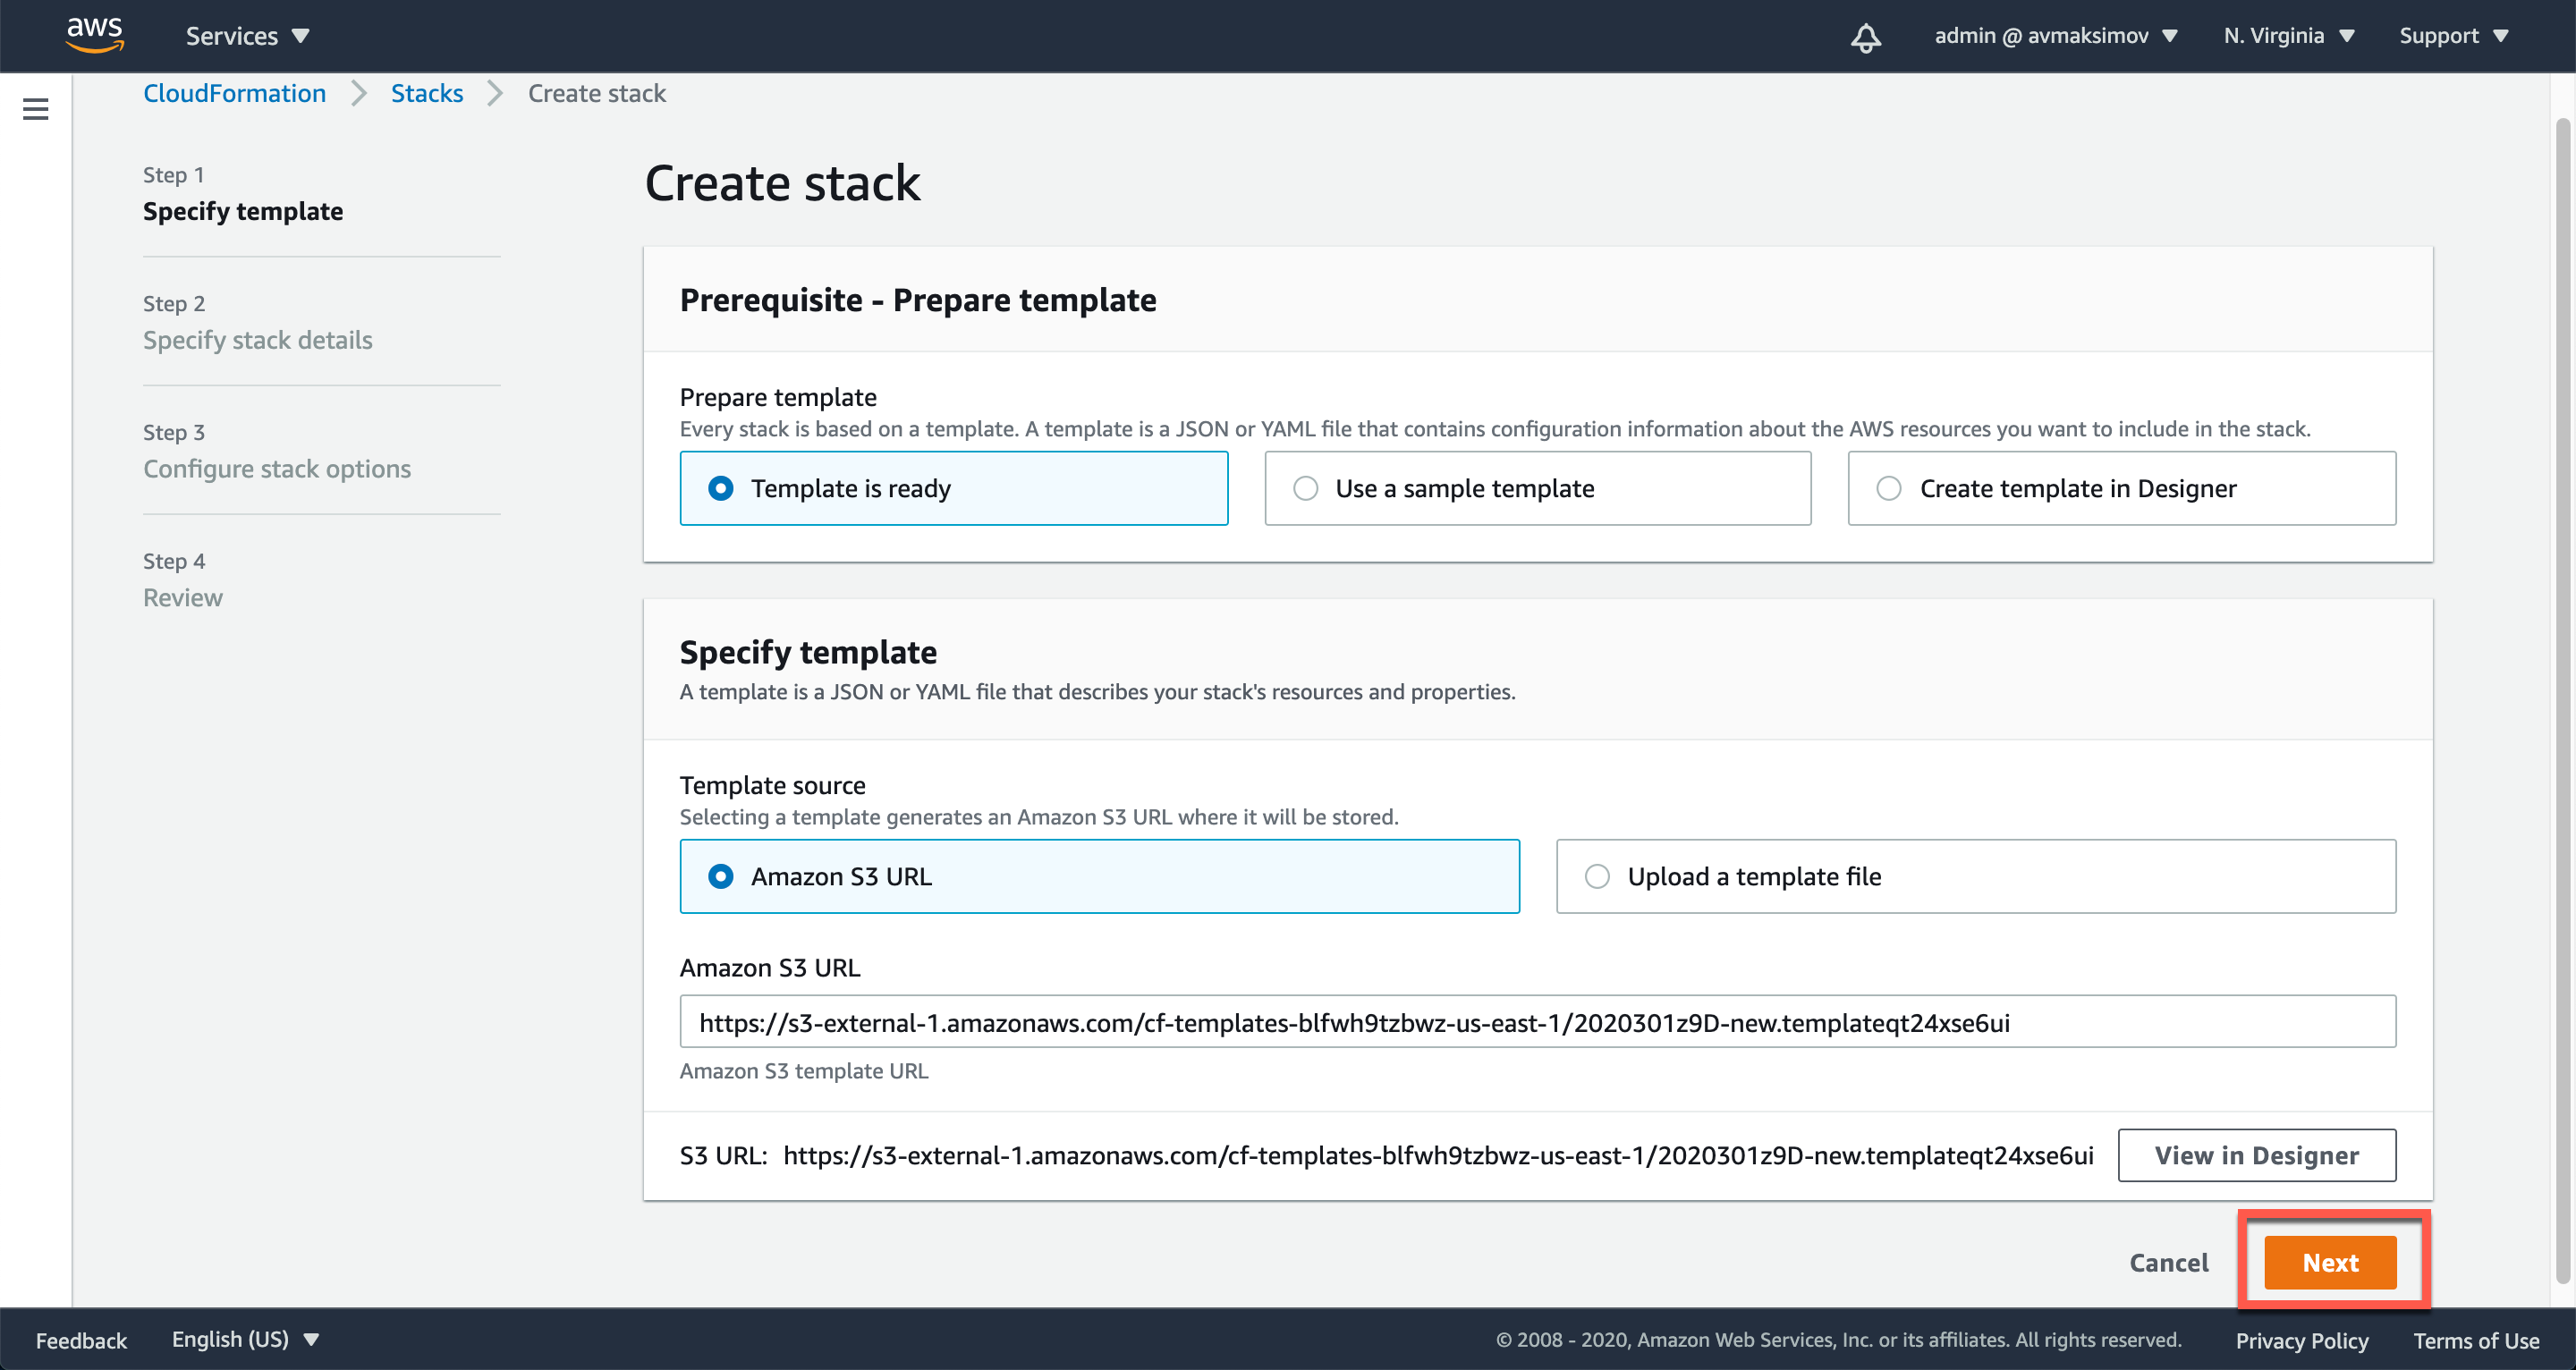 aws
Services
admin @ avmaksimov
N. Virginia
Support
CloudFormation
Stacks
Create stack
Step 1
Specify template
Step 2
Specify stack details
Step 3
Configure stack options
Step 4
Review
Create stack
Prerequisite - Prepare template
Prepare template
Every stack is based on a template. A template is a JSON or YAML file that contains configuration information about the AWS resources you want to include in the stack.
Template is ready
Use a sample template
Create template in Designer
Specify template
A template is a JSON or YAML file that describes your stack's resources and properties.
Template source
Selecting a template generates an Amazon S3 URL where it will be stored.
Amazon S3 URL
Upload a template file
Amazon S3 URL
https://s3-external-1.amazonaws.com/cf-templates-blfwh9tzbwz-us-east-1/2020301z9D-new.templateqt24xse6ui
Amazon S3 template URL
S3 URL: https://s3-external-1.amazonaws.com/cf-templates-blfwh9tzbwz-us-east-1/2020301z9D-new.templateqt24xse6ui
View in Designer
Cancel
Next
Feedback
English (US)
© 2008 - 2020, Amazon Web Services, Inc. or its affiliates. All rights reserved.
Privacy Policy
Terms of Use